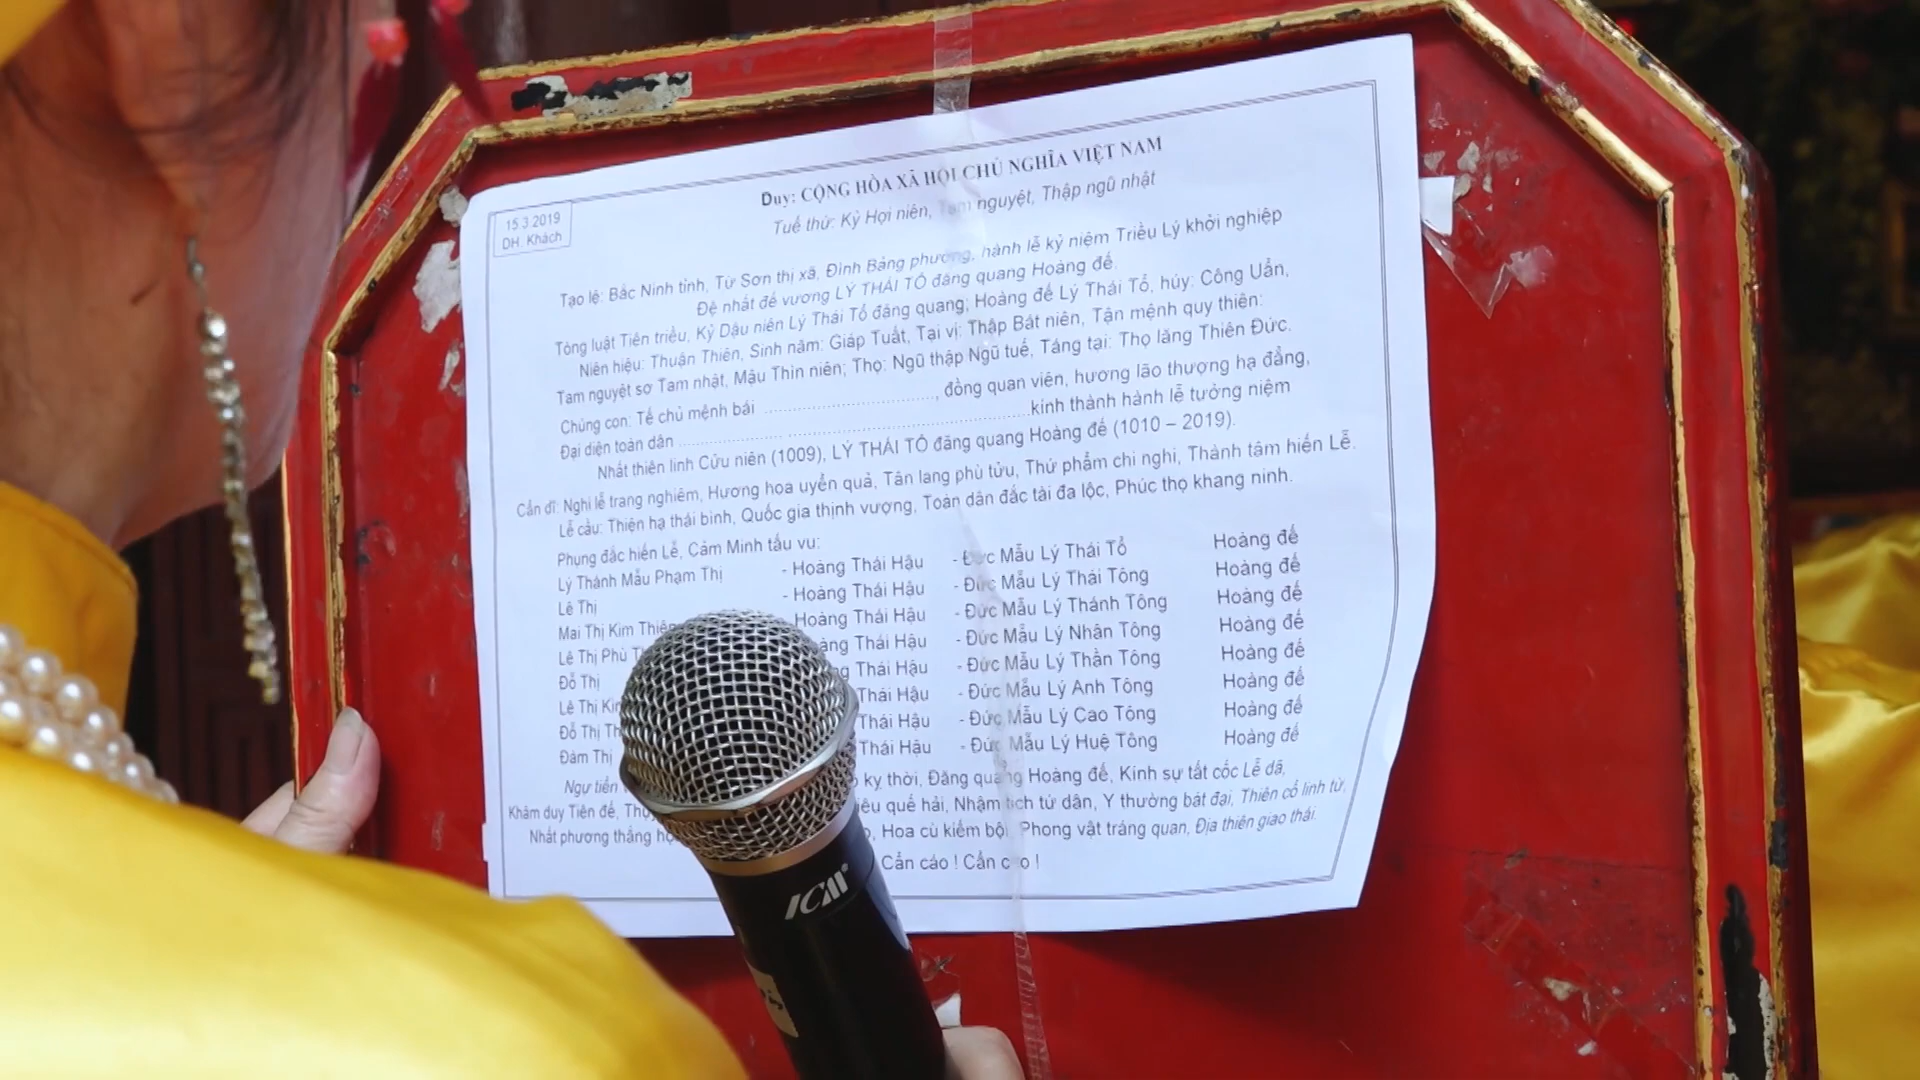 15.3.2019
DH. Khách
Duy: CỘNG HÒA XÃ HỘI CHỦ NGHĨA VIỆT NAM
Tuế thứ: Kỷ Hợi niên, Tam nguyệt, Thập ngũ nhật
Tạo lệ: Bắc Ninh tỉnh, Từ Sơn thị xã, Đình Bảng phường, hành lễ kỷ niệm Triều Lý khởi nghiệp
Đệ nhất đế vương LÝ THÁI TỔ đăng quang Hoàng đế.
Tông luật Tiên triều, Kỷ Dậu niên Lý Thái Tổ đăng quang; Hoàng đế Lý Thái Tổ, húy: Công Uẩn,
Niên hiệu: Thuận Thiên, Sinh năm: Giáp Tuất, Tại vị: Thập Bát niên, Tận mệnh quy thiên:
Tam nguyệt sơ Tam nhật, Mậu Thìn niên; Thọ: Ngũ thập Ngũ tuế, Táng tại: Thọ lăng Thiên Đức.
Chúng con: Tế chủ mệnh bái ................................, đồng quan viên, hương lão thượng hạ đẳng,
Đại diện toàn dân .................... ................................kính thành hành lễ tưởng niệm
Nhất thiên linh Cửu niên (1009), LÝ THÁI TỔ đăng quang Hoàng đế (1010 – 2019).
Cẩn dĩ: Nghi lễ trang nghiêm, Hương hoa uyển quả, Tân lang phù tửu, Thứ phẩm chi nghi, Thành tâm hiến Lễ.
Lễ cầu: Thiện hạ thái bình, Quốc gia thịnh vượng, Toàn dân đắc tài đa lộc, Phúc thọ khang ninh.
Phụng đắc hiến Lễ, Cảm Minh tấu vu:
Lý Thánh Mẫu Phạm Thị - Hoàng Thái Hậu - Đức Mẫu Lý Thái Tổ Hoàng đế
Lê Thị - Hoàng Thái Hậu - Đức Mẫu Lý Thái Tông Hoàng đế
Mai Thị Kim Hoàng Thái Hậu - Đức Mẫu Lý Thánh Tông Hoàng đế
Lê Thị Phù Thái Hậu - Đức Mẫu Lý Nhân Tông Hoàng đế
Đỗ Thị Thái Hậu - Đức Mẫu Lý Thần Tông Hoàng đế
Lê Thị Thái Hậu - Đức Mẫu Lý Anh Tông Hoàng đế
Đỗ Thị Thái Hậu - Đức Mẫu Lý Cao Tông Hoàng đế
Đàm Thị Thái Hậu - Đức Mẫu Lý Huệ Tông Hoàng đế
Ngự tiền kỵ thời, Đăng quang Hoàng đế, Kính sự tất cốc Lễ dã,
Khâm duy Tiên đế, quế hải, Nhậm tích tứ dân, Y thường bát đại, Thiên cổ linh từ,
Nhất phương thắng Hoa cù kiếm bội, Phong vật tráng quan, Địa thiên giao thái.
Cẩn cáo ! Cẩn cáo !
ICM